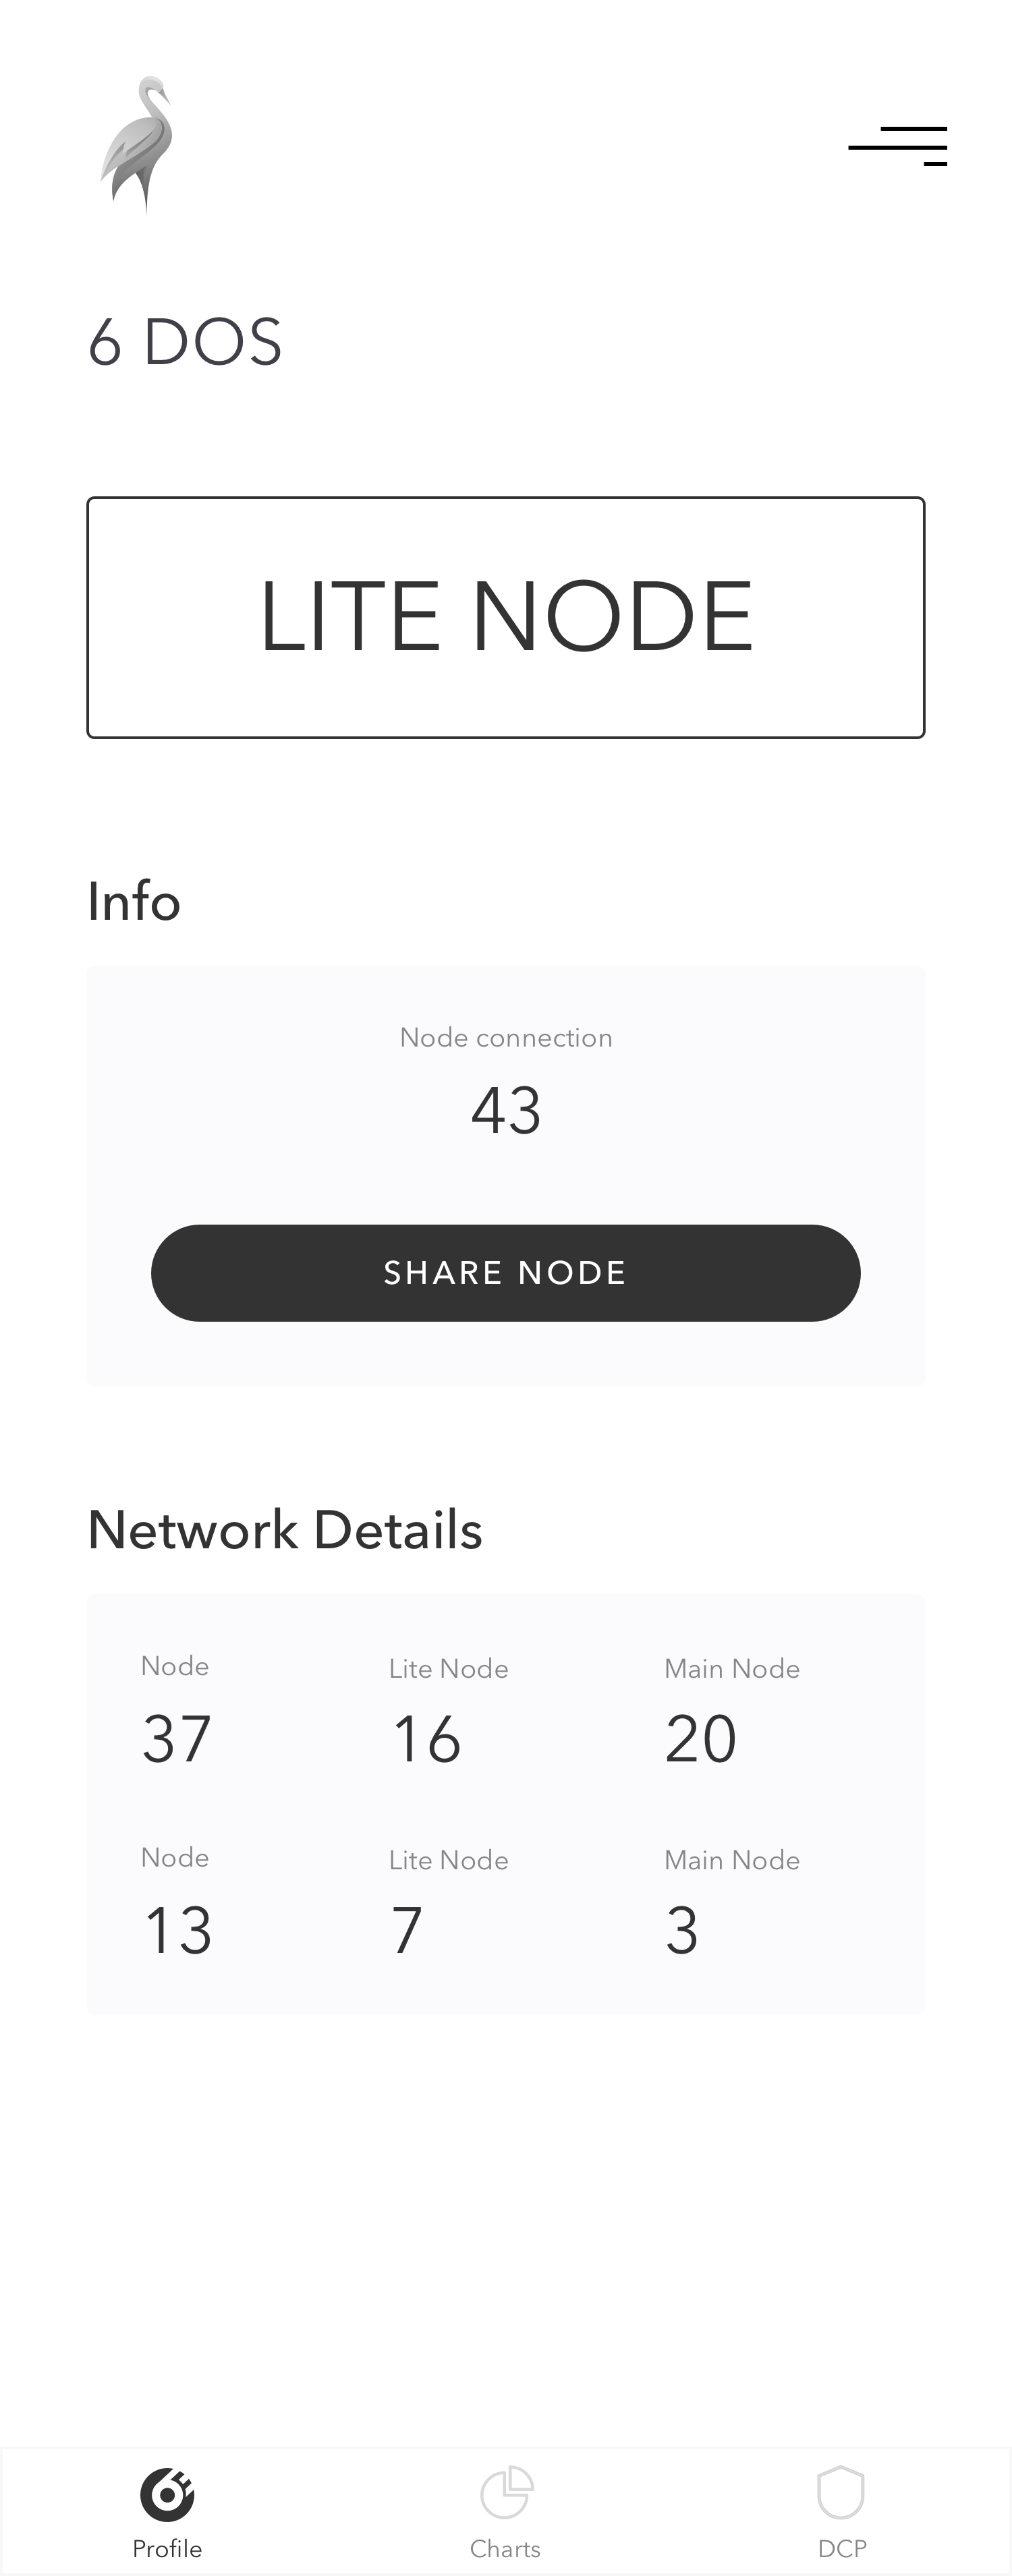 6 DOS
LITE NODE
Info
Node connection
43
SHARE NODE
Network Details
Node Lite Node Main Node
37 16 20
Node Lite Node Main Node
13 7 3
Profile Charts DCP